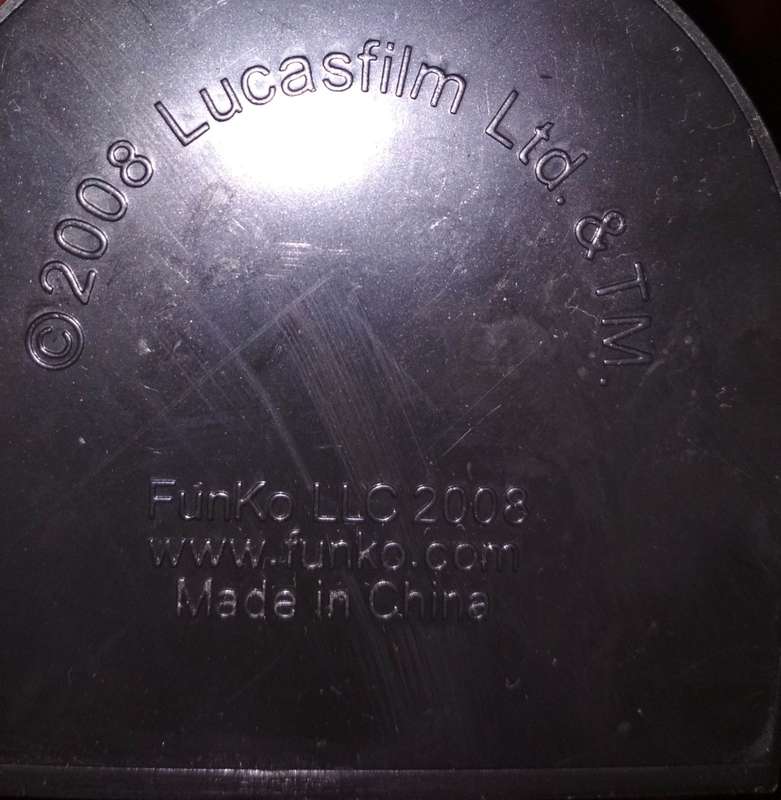 ©2008 Lucasfilm Ltd. & TM.
FunKo LLC 2008
www.funko.com
Made in China